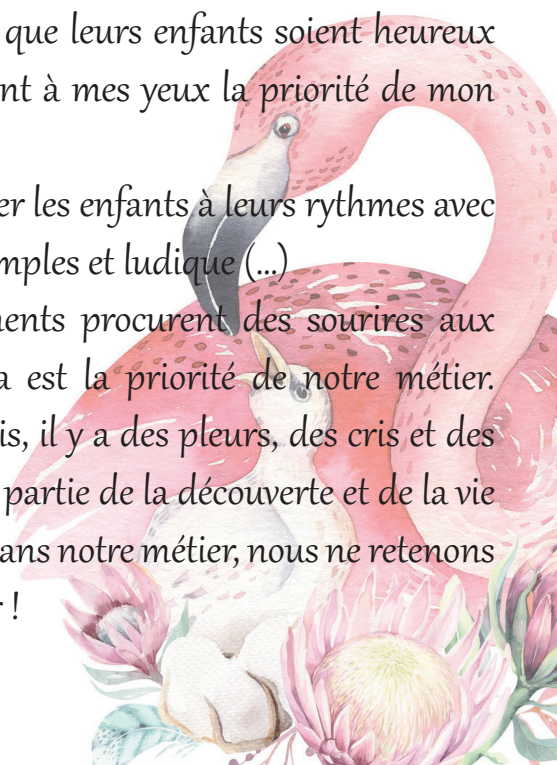 que leurs enfants soient heureux
nt à mes yeux la priorité de mon
er les enfants à leurs rythmes avec
mples et ludique (...)
ents procurent des sourires aux
a est la priorité de notre métier.
is, il y a des pleurs, des cris et des
partie de la découverte et de la vie
ans notre métier, nous ne retenons
!